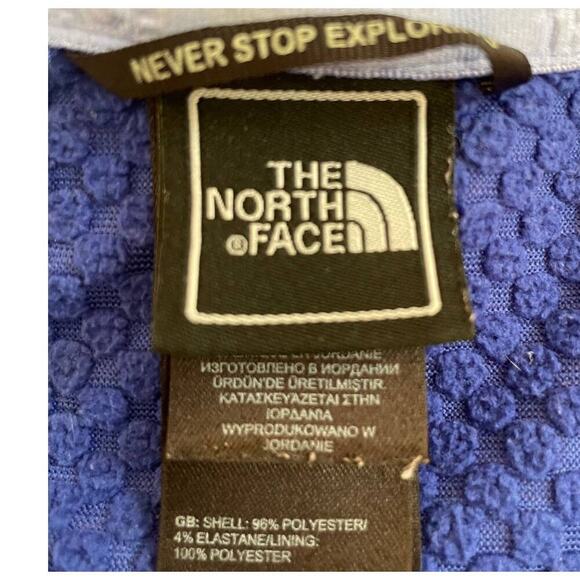 NEVER STOP EXPLORING
THE
NORTH
® FACE
ИЗГОТОВЛЕНО В ИОРДАНИИ
ÜRDÜN'DE ÜRETILMIŞTIR.
ΚΑΤΑΣΚΕΥΑΖΕΤΑΙ ΣΤΗΝ
ΙΟΡΔΑΝΙΑ
WYPRODUKOWANO W
JORDANIE
GB: SHELL: 96% POLYESTER/
4% ELASTANE/LINING:
100% POLYESTER